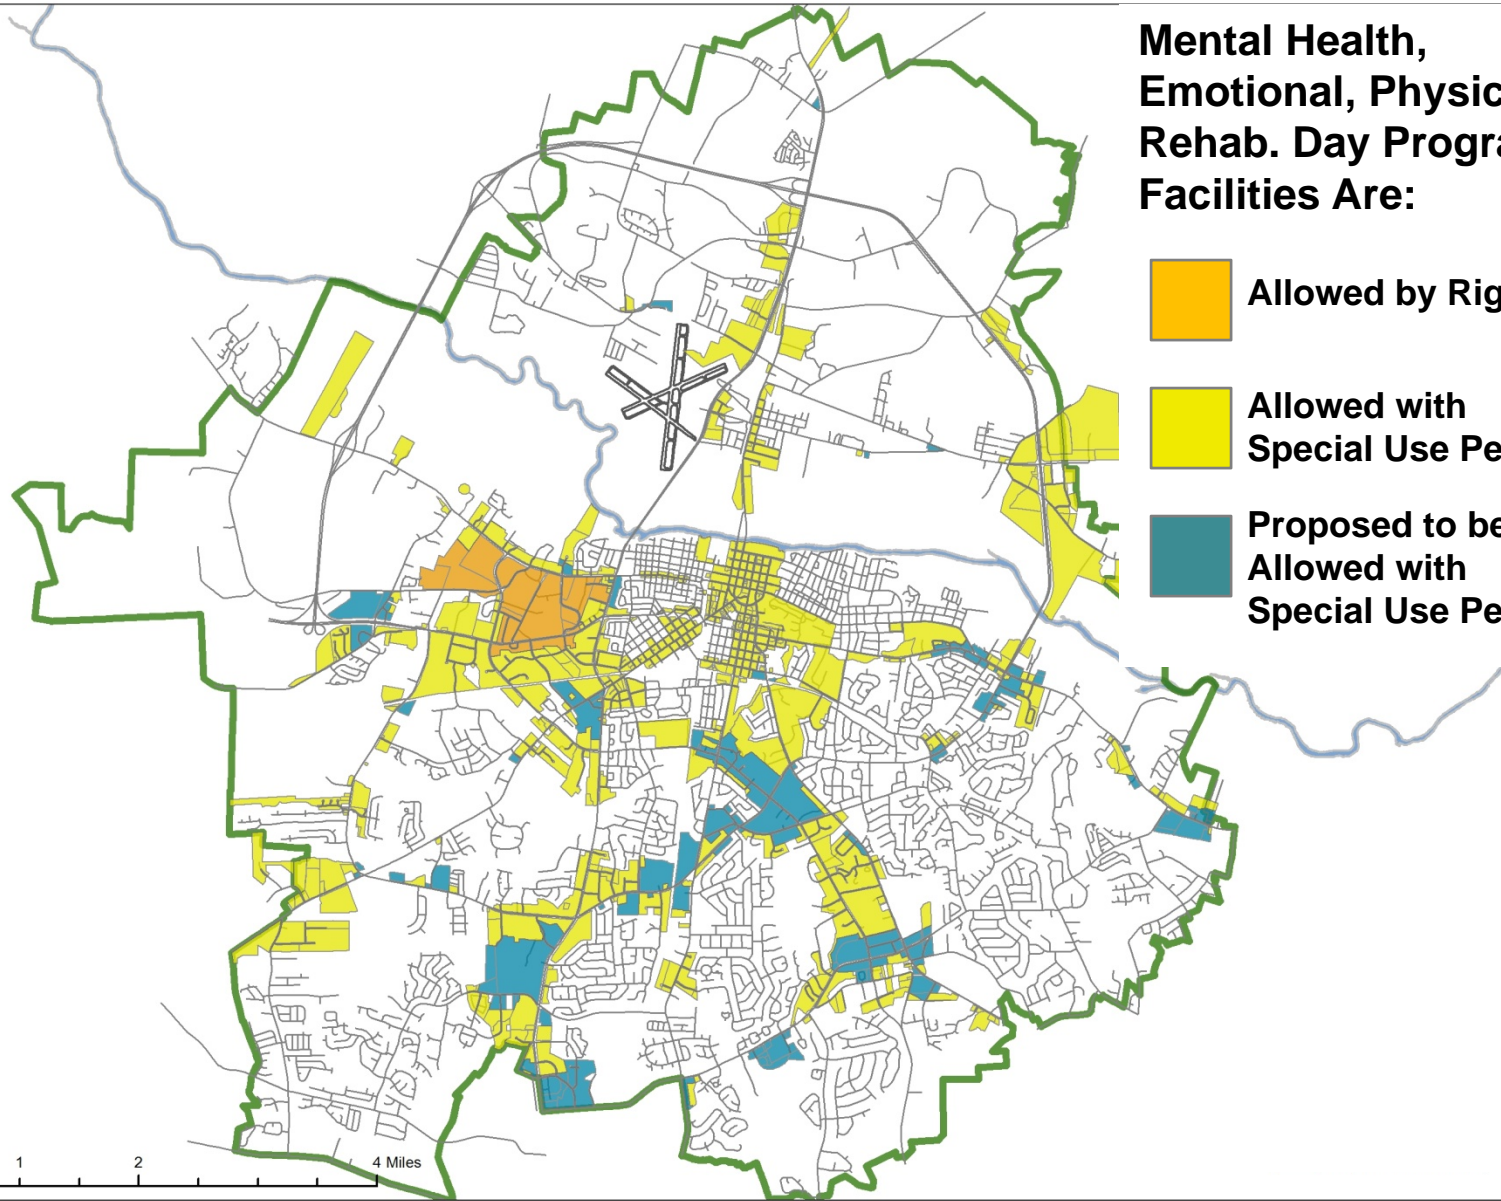 Mental Health,
Emotional, Physic
Rehab. Day Progra
Facilities Are:
Allowed by Rig
Allowed with
Special Use Pe
Proposed to be
Allowed with
Special Use Pe
1 2 4 Miles